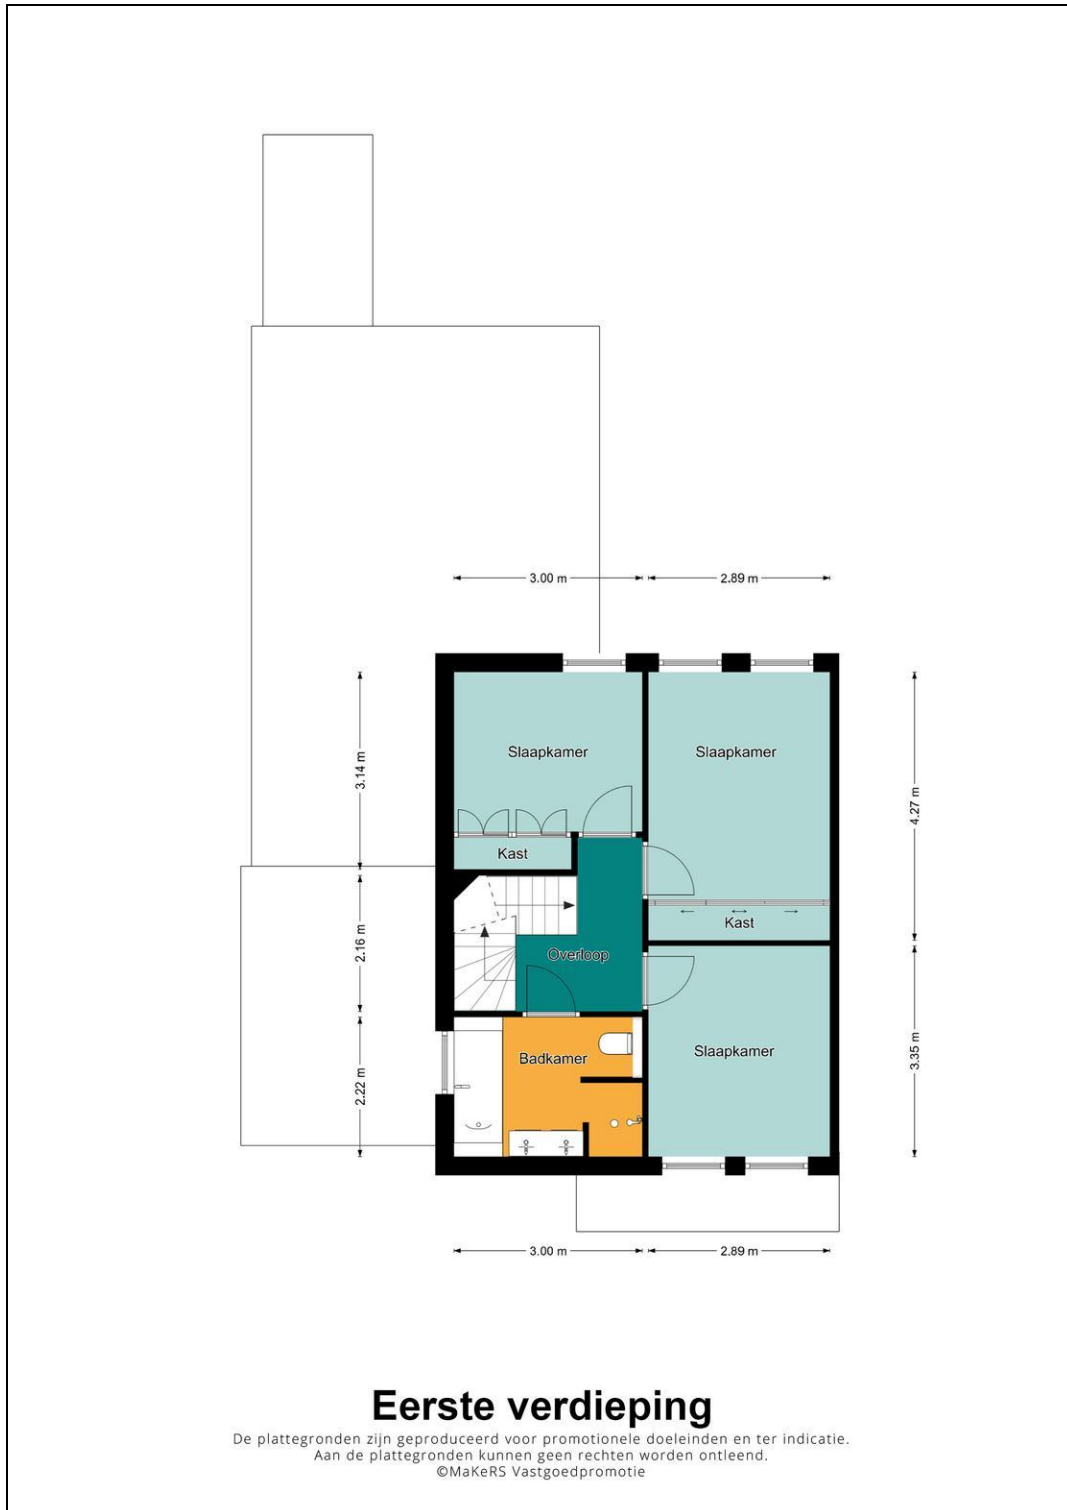 3.00 m
2.89 m
Slaapkamer
Slaapkamer
3.14 m
4.27 m
Kast
Kast
2.16 m
Overloop
Slaapkamer
3.35 m
Badkamer
2.22 m
3.00 m
2.89 m
Eerste verdieping
De plattegronden zijn geproduceerd voor promotionele doeleinden en ter indicatie.
Aan de plattegronden kunnen geen rechten worden ontleend.
©MaKeRS Vastgoedpromotie